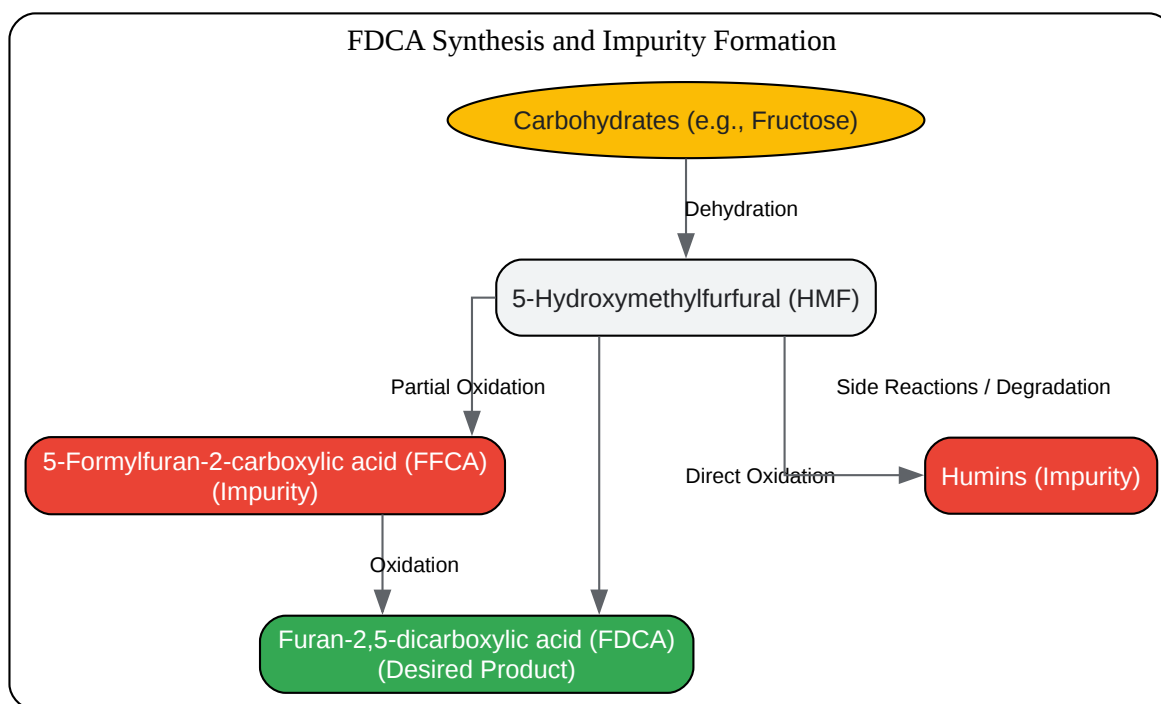 FDCA Synthesis and Impurity Formation
Carbohydrates (e.g., Fructose)
Dehydration
5-Hydroxymethylfurfural (HMF)
Partial Oxidation
Side Reactions / Degradation
5-Formylfuran-2-carboxylic acid (FFCA)
(Impurity)
Direct Oxidation
Humins (Impurity)
Oxidation
Furan-2,5-dicarboxylic acid (FDCA)
(Desired Product)